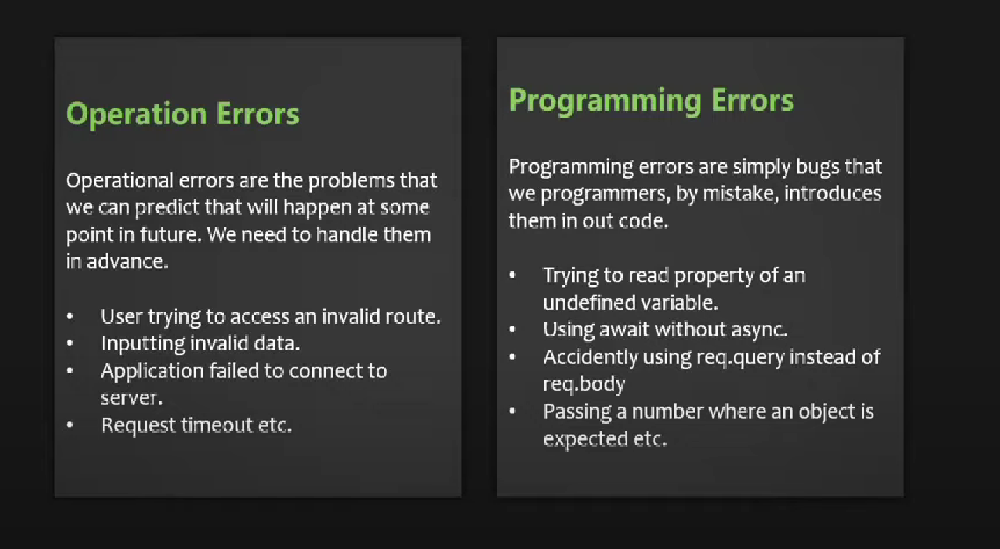 Operation Errors
Operational errors are the problems that
we can predict that will happen at some
point in future. We need to handle them
in advance.
• User trying to access an invalid route.
• Inputting invalid data.
• Application failed to connect to
server.
• Request timeout etc.
Programming Errors
Programming errors are simply bugs that
we programmers, by mistake, introduces
them in out code.
• Trying to read property of an
undefined variable.
• Using await without async.
• Accidently using req.query instead of
req.body
• Passing a number where an object is
expected etc.